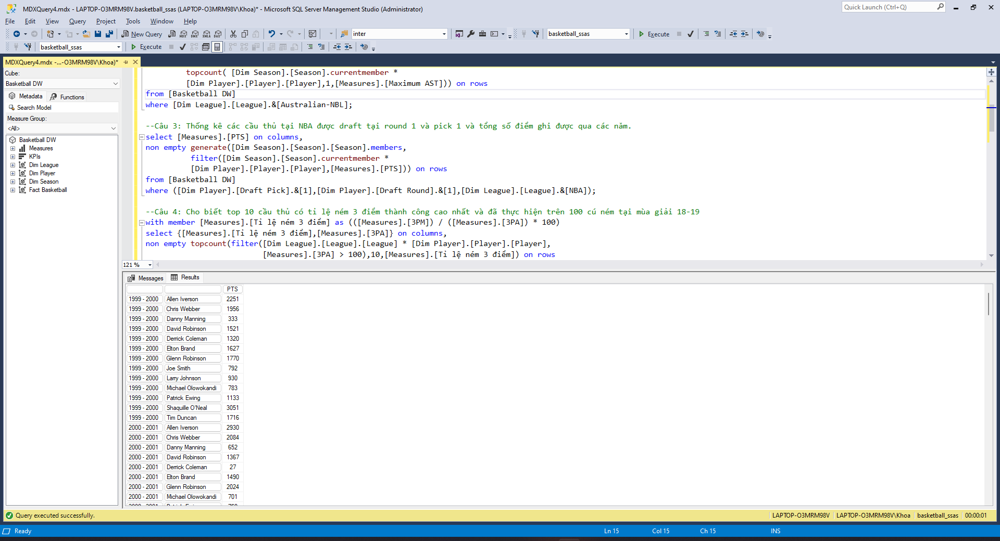 MDXQuery4.mdx - LAPTOP-O3MRM98V.basketball_ssas (LAPTOP-O3MRM98V\Khoa)* - Microsoft SQL Server Management Studio (Administrator)
Quick Launch (Ctrl+Q)
File Edit View Query Project Tools Window Help
New Query MDX DMX XMLA DAX inter basketball_ssas Execute
basketball_ssas Execute
MDXQuery4.mdx -...-O3MRM98V\Khoa)*
Cube:
Basketball DW
Metadata Functions
Search Model
Measure Group:
<All>
Basketball DW
Measures
KPIs
Dim League
Dim Player
Dim Season
Fact Basketball
topcount( [Dim Season].[Season].currentmember *
[Dim Player].[Player].[Player],1,[Measures].[Maximum AST])) on rows
from [Basketball DW]
where [Dim League].[League].&[Australian-NBL];
--Câu 3: Thống kê các cầu thủ tại NBA được draft tại round 1 và pick 1 và tổng số điểm ghi được qua các năm.
select [Measures].[PTS] on columns,
non empty generate([Dim Season].[Season].[Season].members,
filter([Dim Season].[Season].currentmember *
[Dim Player].[Player].[Player],[Measures].[PTS])) on rows
from [Basketball DW]
where ([Dim Player].[Draft Pick].&[1],[Dim Player].[Draft Round].&[1],[Dim League].[League].&[NBA]);
--Câu 4: Cho biết top 10 cầu thủ có tỉ lệ ném 3 điểm thành công cao nhất và đã thực hiện trên 100 cú ném tại mùa giải 18-19
with member [Measures].[Tỉ lệ ném 3 điểm] as (([Measures].[3PM]) / ([Measures].[3PA]) * 100)
select {[Measures].[Tỉ lệ ném 3 điểm],[Measures].[3PA]} on columns,
non empty topcount(filter([Dim League].[League].[League] * [Dim Player].[Player].[Player],
[Measures].[3PA] > 100),10,[Measures].[Tỉ lệ ném 3 điểm]) on rows
121 %
Messages Results
PTS
1999 - 2000 Allen Iverson 2251
1999 - 2000 Chris Webber 1956
1999 - 2000 Danny Manning 333
1999 - 2000 David Robinson 1521
1999 - 2000 Derrick Coleman 1320
1999 - 2000 Elton Brand 1627
1999 - 2000 Glenn Robinson 1770
1999 - 2000 Joe Smith 792
1999 - 2000 Larry Johnson 930
1999 - 2000 Michael Olowokandi 783
1999 - 2000 Patrick Ewing 1133
1999 - 2000 Shaquille O'Neal 3051
1999 - 2000 Tim Duncan 1716
2000 - 2001 Allen Iverson 2930
2000 - 2001 Chris Webber 2084
2000 - 2001 Danny Manning 652
2000 - 2001 David Robinson 1367
2000 - 2001 Derrick Coleman 27
2000 - 2001 Elton Brand 1490
2000 - 2001 Glenn Robinson 2024
2000 - 2001 Michael Olowokandi 701
Query executed successfully.
LAPTOP-O3MRM98V LAPTOP-O3MRM98V\Khoa basketball_ssas 00:00:01
Ready Ln 15 Col 15 Ch 15 INS